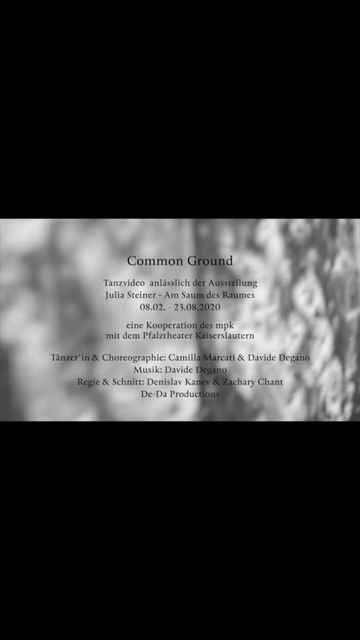 Common Ground
Tanzvideo anlässlich der Ausstellung
Julia Steiner – Am Saum des Raumes
08.02. - 23.08.2020
eine Kooperation des mpk
mit dem Pfalztheater Kaiserslautern
Tänzer*in & Choreographie: Camilla Marcati & Davide Degano
Musik: Davide Degano
Regie & Schnitt: Denislav Kanev & Zachary Chant
De-Da Productions